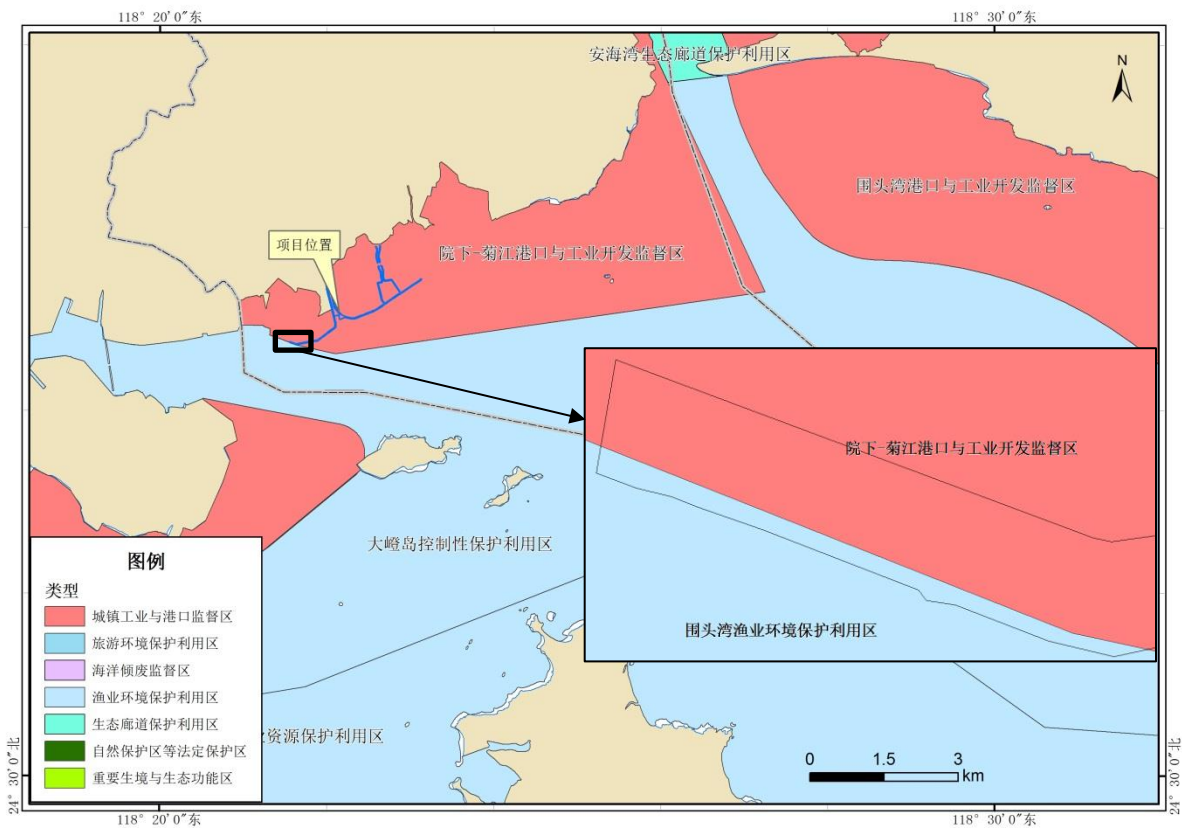 118° 20′ 0″东
118° 30′ 0″东
安海湾生态廊道保护利用区
N
围头湾港口与工业开发监督区
项目位置
院下-菊江港口与工业开发监督区
院下-菊江港口与工业开发监督区
大嶝岛控制性保护利用区
围头湾渔业环境保护利用区
图例
类型
城镇工业与港口监督区
旅游环境保护利用区
海洋倾废监督区
渔业环境保护利用区
生态廊道保护利用区
自然保护区等法定保护区
重要生境与生态功能区
资源保护利用区
0 1.5 3
km
24° 30′ 0″北
24° 30′ 0″北
118° 20′ 0″东
118° 30′ 0″东